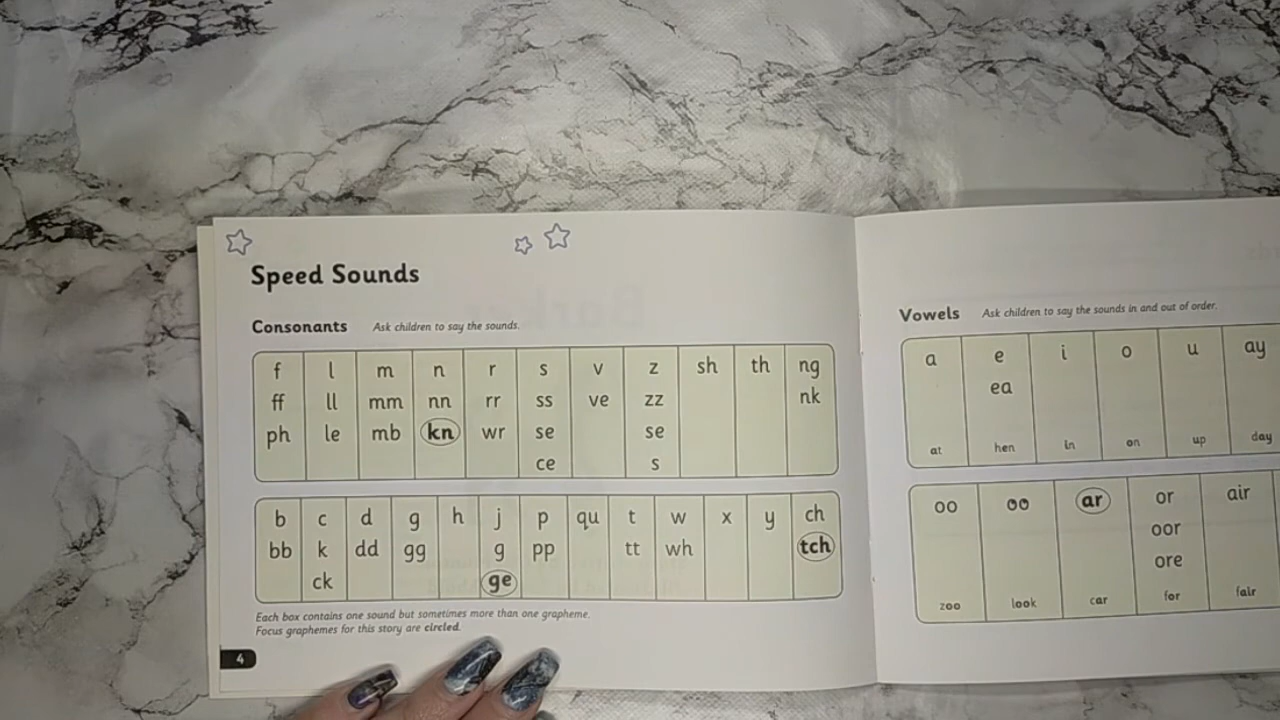 Speed Sounds
Consonants Ask children to say the sounds.
f l m n r s v z sh th ng
ff ll mm nn rr ss ve zz nk
ph le mb kn wr se se
ce s
b c d g h j p qu t w x y ch
bb k dd gg g pp tt wh tch
ck ge
Each box contains one sound but sometimes more than one grapheme.
Focus graphemes for this story are circled.
4
Vowels Ask children to say the sounds in and out of order.
a e i o u ay
ea
at hen in on up day
oo oo ar or air
oor
ore
zoo look car for fair